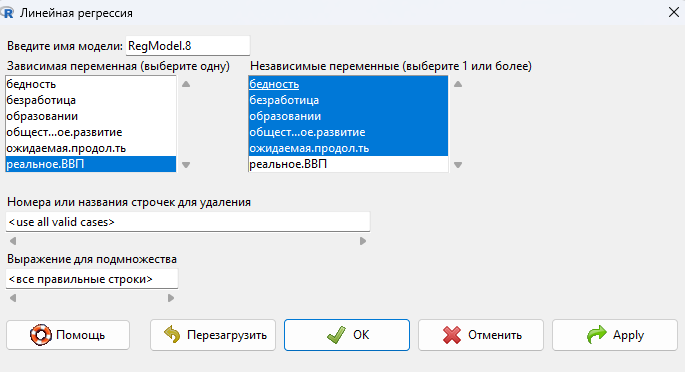 Линейная регрессия
Введите имя модели: RegModel.8
Зависимая переменная (выберите одну)
бедность
безработица
образовании
общест...ое.развитие
ожидаемая.продол.ть
реальное.ВВП
Независимые переменные (выберите 1 или более)
бедность
безработица
образовании
общест...ое.развитие
ожидаемая.продол.ть
реальное.ВВП
Номера или названия строчек для удаления
<use all valid cases>
Выражение для подмножества
<все правильные строки>
Помощь
Перезагрузить
OK
Отменить
Apply